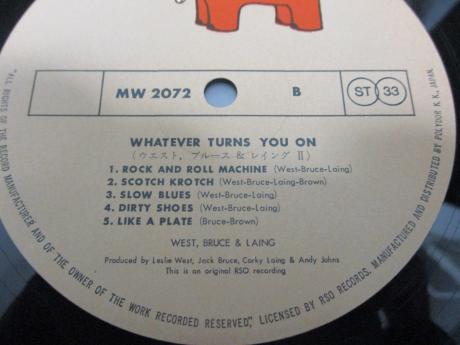 MW 2072 B ST 33
WHATEVER TURNS YOU ON
(ウエスト, ブルース & レイング II)
1. ROCK AND ROLL MACHINE (West-Bruce-Laing)
2. SCOTCH KROTCH (West-Bruce-Laing-Brown)
3. SLOW BLUES (West-Bruce-Laing)
4. DIRTY SHOES (West-Bruce-Laing)
5. LIKE A PLATE (Bruce-Brown)
WEST, BRUCE & LAING
Produced by Leslie West, Jack Bruce, Corky Laing & Andy Johns
This is an original RSO recording
"ALL RIGHTS OF THE RECORD MANUFACTURER AND OF THE OWNER OF THE WORK RECORDED RESERVED," LICENSED BY RSO RECORDS. MANUFACTURED AND DISTRIBUTED BY POLYDOR K. K., JAPAN.